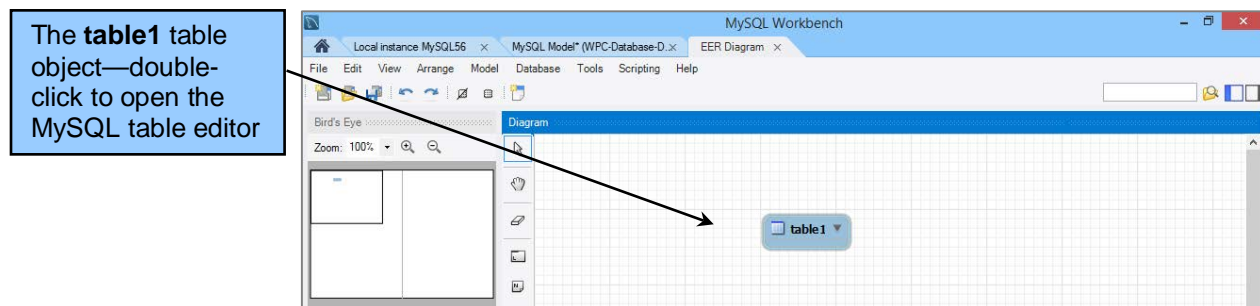 The table1 table
object—double-
click to open the
MySQL table editor
MySQL Workbench
Local instance MySQL56
MySQL Model* (WPC-Database-D..
EER Diagram
File Edit View Arrange Model Database Tools Scripting Help
Bird's Eye
Diagram
Zoom: 100%
table1